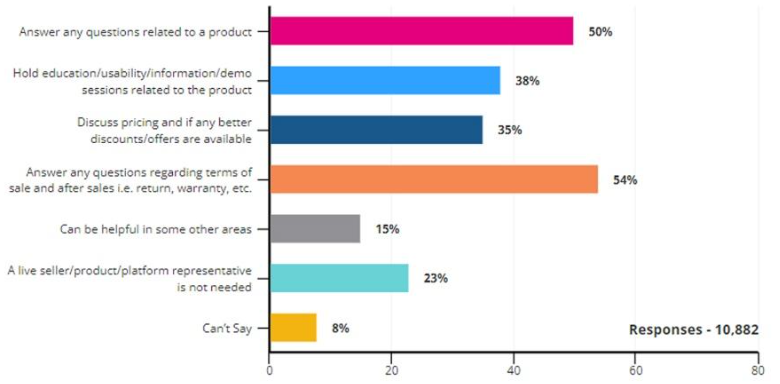 Answer any questions related to a product
50%
Hold education/usability/information/demo
sessions related to the product
38%
Discuss pricing and if any better
discounts/offers are available
35%
Answer any questions regarding terms of
sale and after sales i.e. return, warranty, etc.
54%
Can be helpful in some other areas
15%
A live seller/product/platform representative
is not needed
23%
Can't Say
8%
Responses - 10,882
0 20 40 60 80